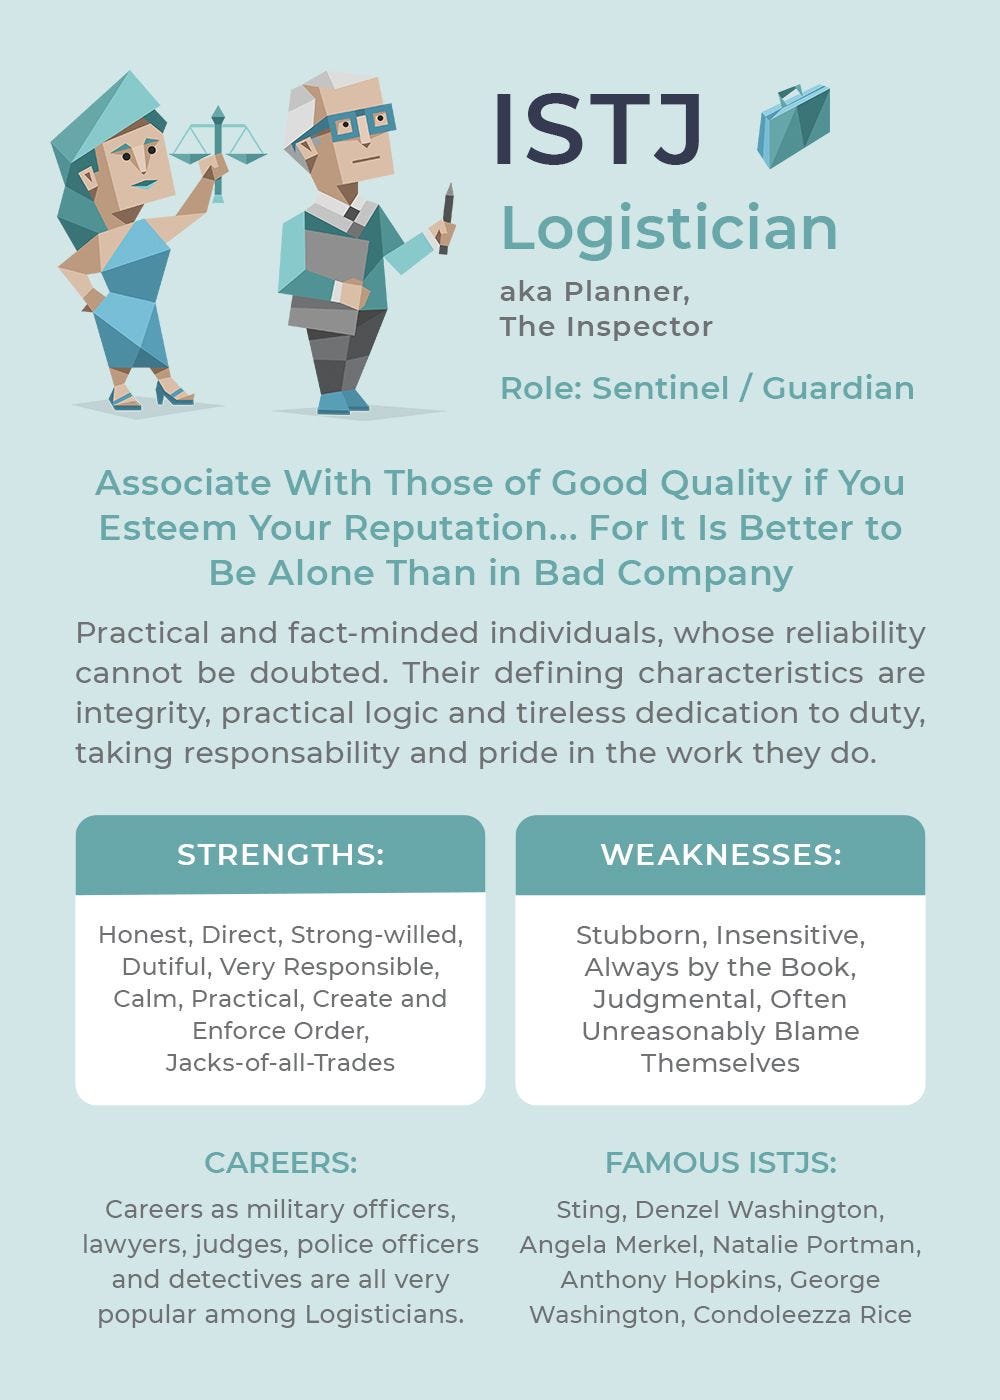 ISTJ
Logistician
aka Planner,
The Inspector
Role: Sentinel / Guardian
Associate With Those of Good Quality if You
Esteem Your Reputation... For It Is Better to
Be Alone Than in Bad Company
Practical and fact-minded individuals, whose reliability
cannot be doubted. Their defining characteristics are
integrity, practical logic and tireless dedication to duty,
taking responsability and pride in the work they do.
STRENGTHS:
Honest, Direct, Strong-willed,
Dutiful, Very Responsible,
Calm, Practical, Create and
Enforce Order,
Jacks-of-all-Trades
WEAKNESSES:
Stubborn, Insensitive,
Always by the Book,
Judgmental, Often
Unreasonably Blame
Themselves
CAREERS:
Careers as military officers,
lawyers, judges, police officers
and detectives are all very
popular among Logisticians.
FAMOUS ISTJS:
Sting, Denzel Washington,
Angela Merkel, Natalie Portman,
Anthony Hopkins, George
Washington, Condoleezza Rice